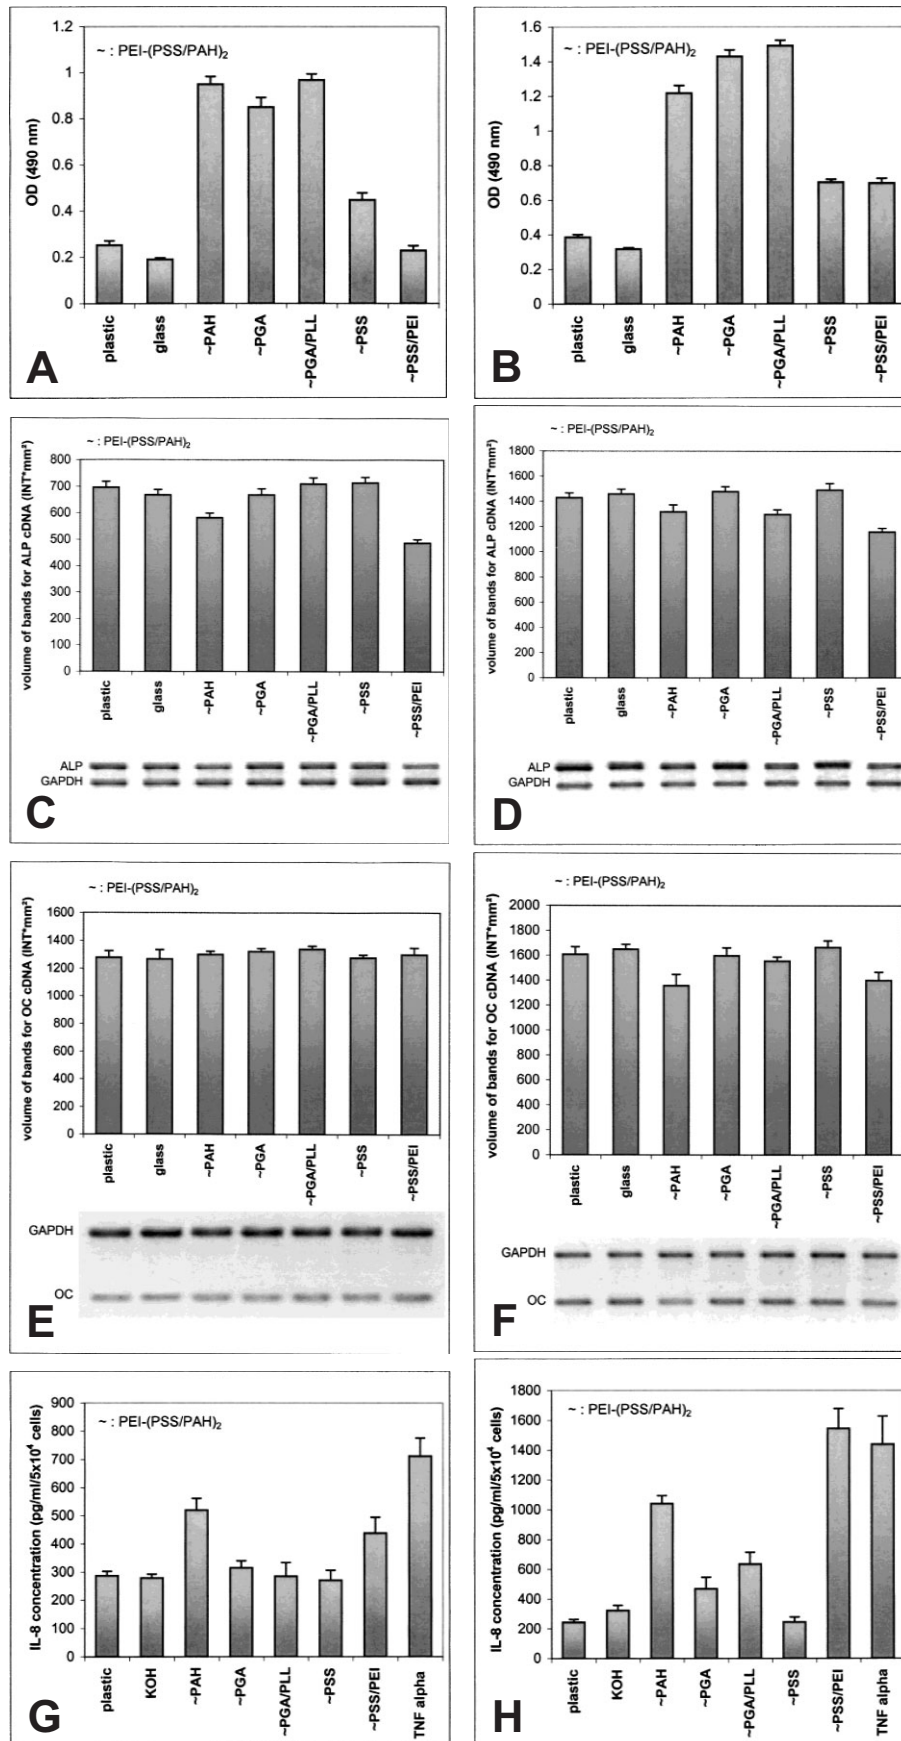 ~ : PEI-(PSS/PAH)₂
OD (490 nm)
1.2
1
0.8
0.6
0.4
0.2
0
plastic
glass
~PAH
~PGA
~PGA/PLL
~PSS
~PSS/PEI
A
~ : PEI-(PSS/PAH)₂
OD (490 nm)
1.6
1.4
1.2
1
0.8
0.6
0.4
0.2
0
plastic
glass
~PAH
~PGA
~PGA/PLL
~PSS
~PSS/PEI
B
~ : PEI-(PSS/PAH)₂
volume of bands for ALP cDNA (INT*mm²)
800
700
600
500
400
300
200
100
0
plastic
glass
~PAH
~PGA
~PGA/PLL
~PSS
~PSS/PEI
ALP
GAPDH
C
~ : PEI-(PSS/PAH)₂
volume of bands for ALP cDNA (INT*mm²)
1800
1600
1400
1200
1000
800
600
400
200
0
plastic
glass
~PAH
~PGA
~PGA/PLL
~PSS
~PSS/PEI
ALP
GAPDH
D
~ : PEI-(PSS/PAH)₂
volume of bands for OC cDNA (INT*mm²)
1600
1400
1200
1000
800
600
400
200
0
plastic
glass
~PAH
~PGA
~PGA/PLL
~PSS
~PSS/PEI
GAPDH
OC
E
~ : PEI-(PSS/PAH)₂
volume of bands for OC cDNA (INT*mm²)
2000
1800
1600
1400
1200
1000
800
600
400
200
0
plastic
glass
~PAH
~PGA
~PGA/PLL
~PSS
~PSS/PEI
GAPDH
OC
F
~ : PEI-(PSS/PAH)₂
IL-8 concentration (pg/ml/5x10⁴ cells)
900
800
700
600
500
400
300
200
100
0
plastic
KOH
~PAH
~PGA
~PGA/PLL
~PSS
~PSS/PEI
TNF alpha
G
~ : PEI-(PSS/PAH)₂
IL-8 concentration (pg/ml/5x10⁴ cells)
1800
1600
1400
1200
1000
800
600
400
200
0
plastic
KOH
~PAH
~PGA
~PGA/PLL
~PSS
~PSS/PEI
TNF alpha
H